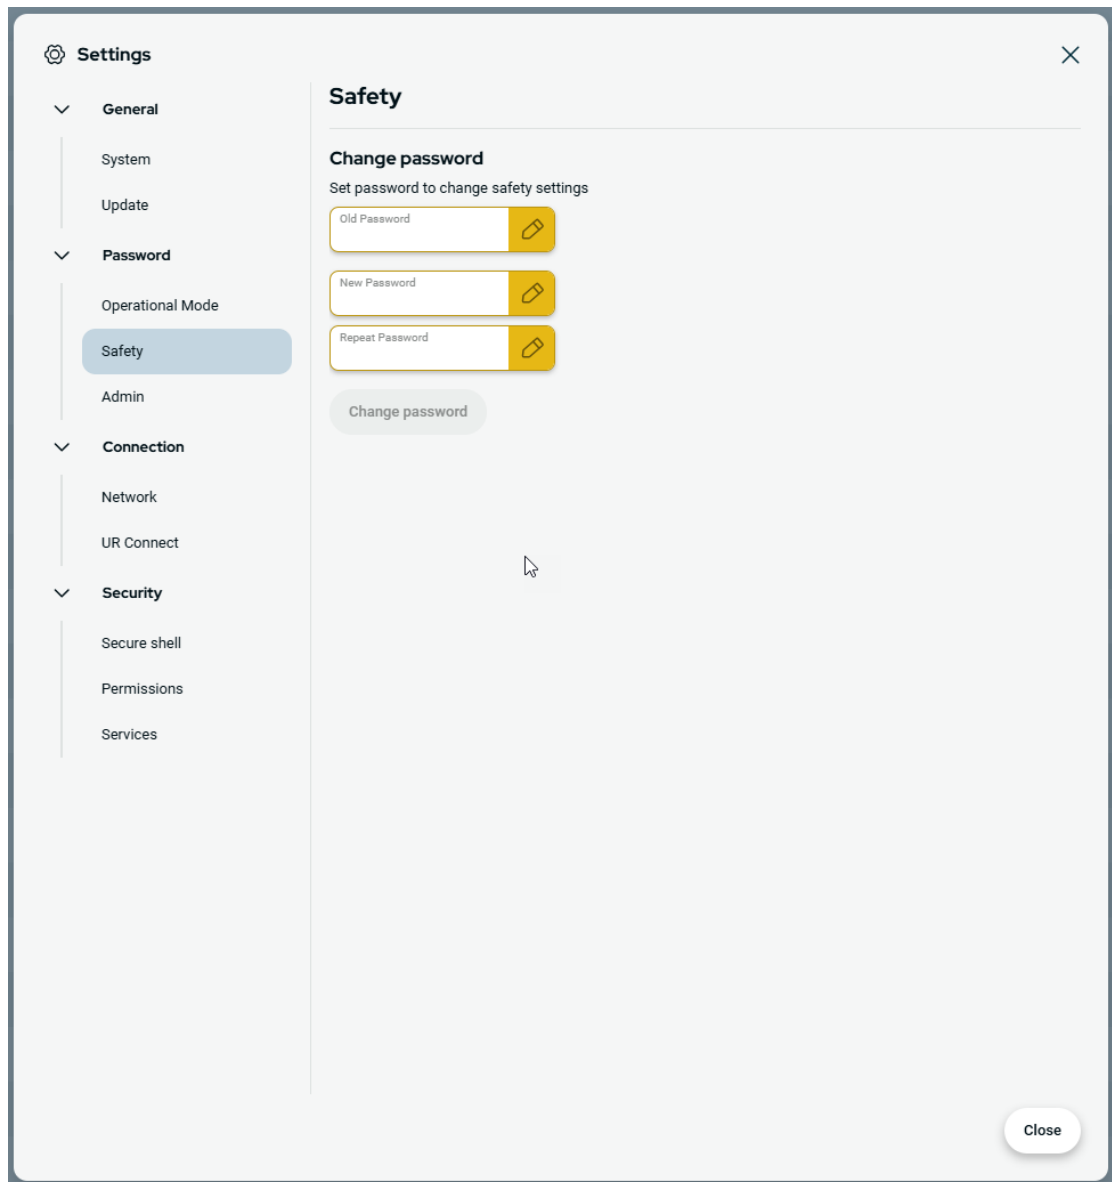 Settings
General
System
Update
Password
Operational Mode
Safety
Admin
Connection
Network
UR Connect
Security
Secure shell
Permissions
Services
Safety
Change password
Set password to change safety settings
Old Password
New Password
Repeat Password
Change password
Close